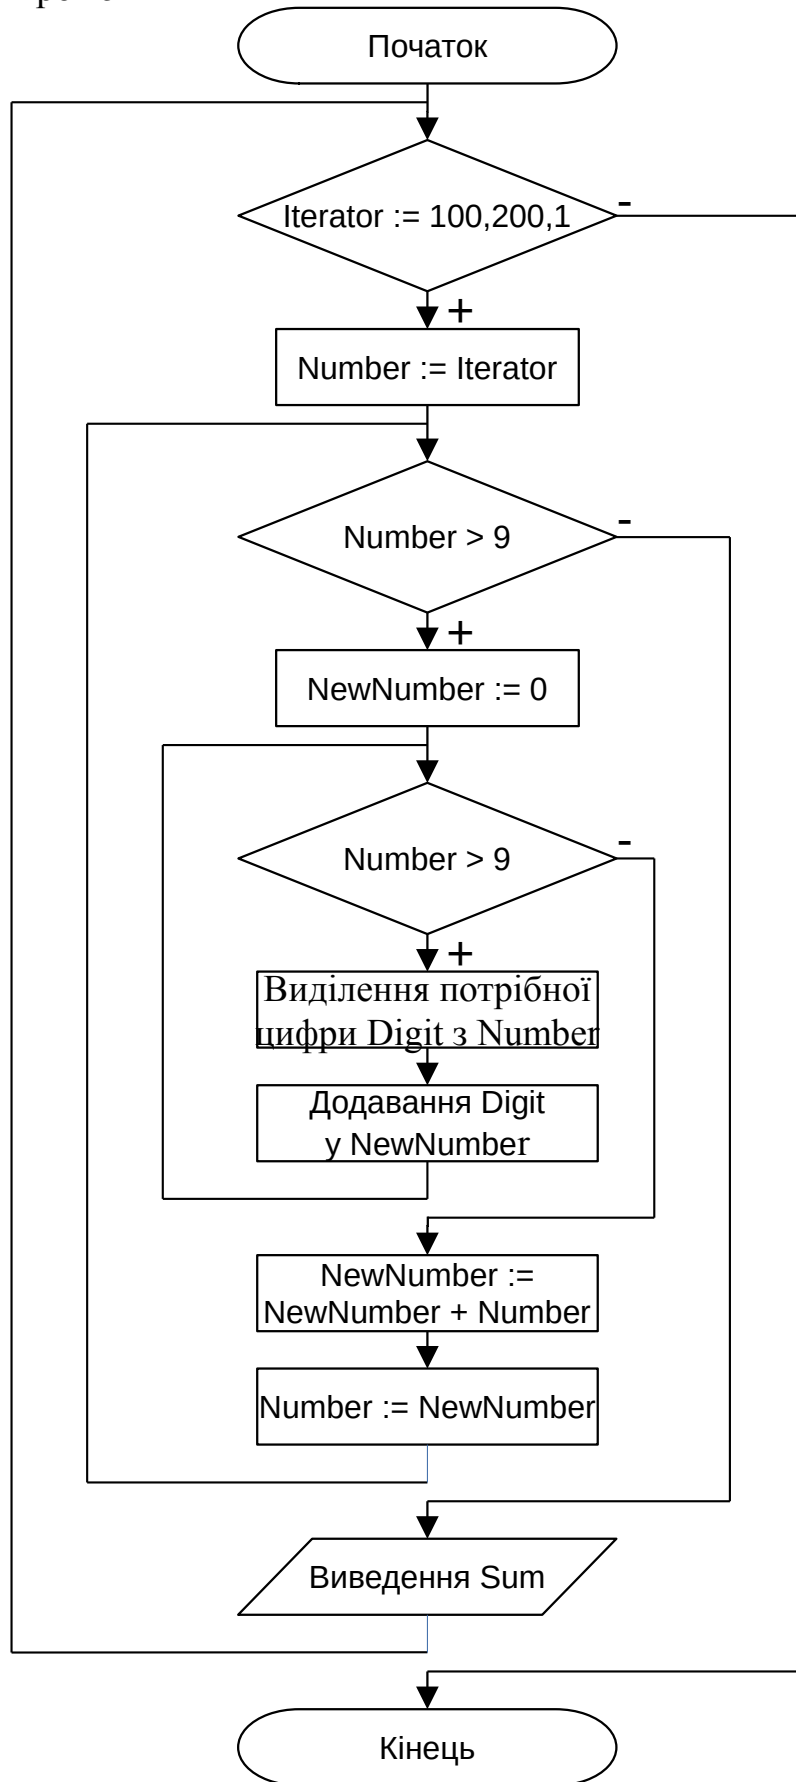 Початок
Iterator := 100,200,1
-
+
Number := Iterator
Number > 9
-
+
NewNumber := 0
Number > 9
-
+
Виділення потрібної
цифри Digit з Number
Додавання Digit
у NewNumber
NewNumber :=
NewNumber + Number
Number := NewNumber
Виведення Sum
Кінець